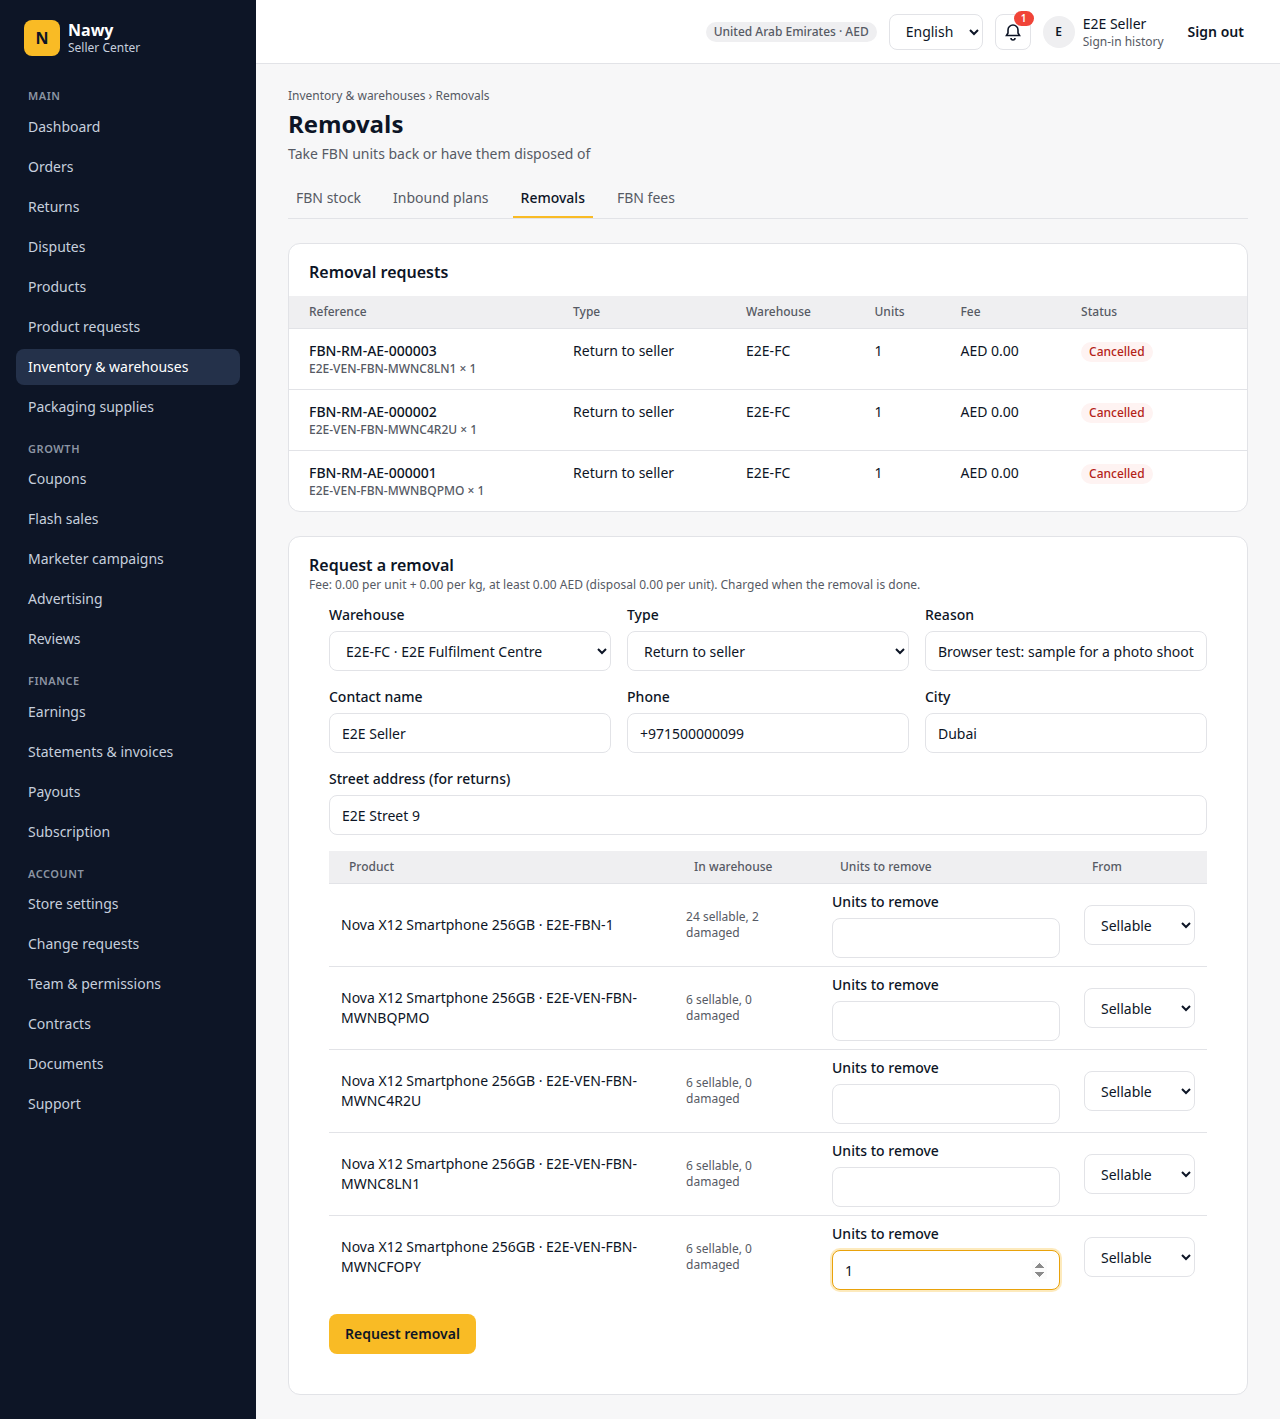 N
Nawy
Seller Center
MAIN
Dashboard
Orders
Returns
Disputes
Products
Product requests
Inventory & warehouses
Packaging supplies
GROWTH
Coupons
Flash sales
Marketer campaigns
Advertising
Reviews
FINANCE
Earnings
Statements & invoices
Payouts
Subscription
ACCOUNT
Store settings
Change requests
Team & permissions
Contracts
Documents
Support
United Arab Emirates · AED
English
1
E
E2E Seller
Sign-in history
Sign out
Inventory & warehouses › Removals
Removals
Take FBN units back or have them disposed of
FBN stock Inbound plans Removals FBN fees
Removal requests
Reference Type Warehouse Units Fee Status
FBN-RM-AE-000003 Return to seller E2E-FC 1 AED 0.00 Cancelled
E2E-VEN-FBN-MWNC8LN1 × 1
FBN-RM-AE-000002 Return to seller E2E-FC 1 AED 0.00 Cancelled
E2E-VEN-FBN-MWNC4R2U × 1
FBN-RM-AE-000001 Return to seller E2E-FC 1 AED 0.00 Cancelled
E2E-VEN-FBN-MWNBQPMO × 1
Request a removal
Fee: 0.00 per unit + 0.00 per kg, at least 0.00 AED (disposal 0.00 per unit). Charged when the removal is done.
Warehouse Type Reason
E2E-FC · E2E Fulfilment Centre Return to seller Browser test: sample for a photo shoot
Contact name Phone City
E2E Seller +971500000099 Dubai
Street address (for returns)
E2E Street 9
Product In warehouse Units to remove From
Units to remove
Nova X12 Smartphone 256GB · E2E-FBN-1 24 sellable, 2 damaged Sellable
Units to remove
Nova X12 Smartphone 256GB · E2E-VEN-FBN-MWNBQPMO 6 sellable, 0 damaged Sellable
Units to remove
Nova X12 Smartphone 256GB · E2E-VEN-FBN-MWNC4R2U 6 sellable, 0 damaged Sellable
Units to remove
Nova X12 Smartphone 256GB · E2E-VEN-FBN-MWNC8LN1 6 sellable, 0 damaged Sellable
Units to remove
Nova X12 Smartphone 256GB · E2E-VEN-FBN-MWNCFOPY 6 sellable, 0 damaged 1 Sellable
Request removal